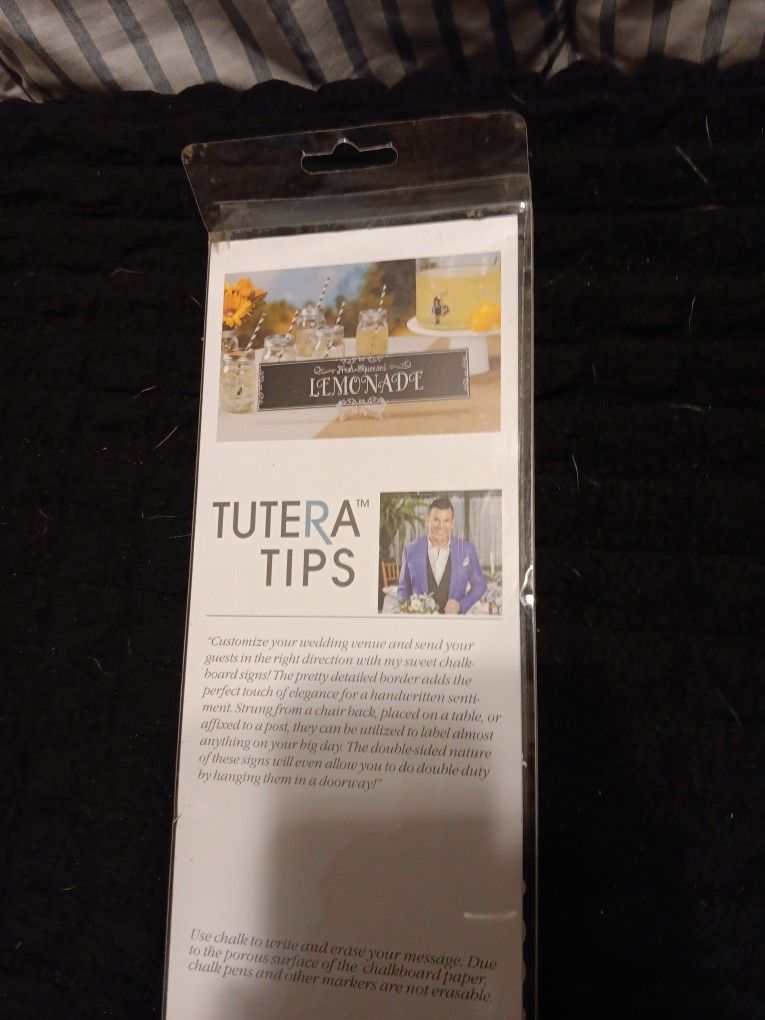 Fresh-Squeezed
LEMONADE
TUTERA™
TIPS
"Customize your wedding venue and send your
guests in the right direction with my sweet chalk-
board signs! The pretty detailed border adds the
perfect touch of elegance for a handwritten senti-
ment. Strung from a chair back, placed on a table, or
affixed to a post, they can be utilized to label almost
anything on your big day. The double-sided nature
of these signs will even allow you to do double duty
by hanging them in a doorway!"
Use chalk to write and erase your message. Due
to the porous surface of the chalkboard paper,
chalk pens and other markers are not erasable.